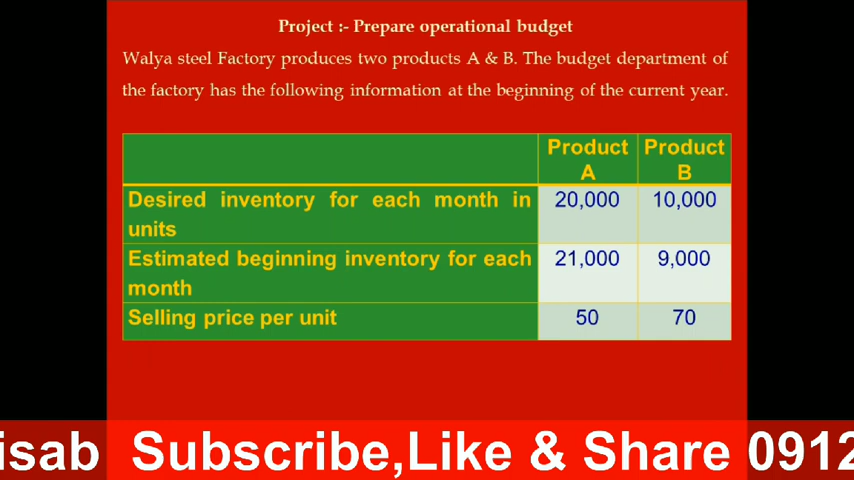 Project :- Prepare operational budget
Walya steel Factory produces two products A & B. The budget department of
the factory has the following information at the beginning of the current year.
Product Product
A B
Desired inventory for each month in 20,000 10,000
units
Estimated beginning inventory for each 21,000 9,000
month
Selling price per unit 50 70
isab Subscribe,Like & Share 0912